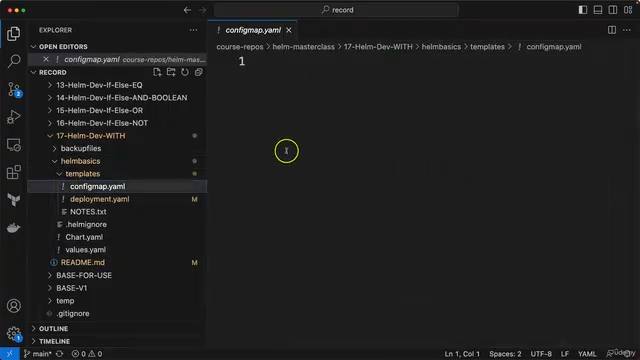 record
EXPLORER
OPEN EDITORS
configmap.yaml course-repos/helm-mas...
RECORD
13-Helm-Dev-If-Else-EQ
14-Helm-Dev-If-Else-AND-BOOLEAN
15-Helm-Dev-If-Else-OR
16-Helm-Dev-If-Else-NOT
17-Helm-Dev-WITH
backupfiles
helmbasics
templates
configmap.yaml
deployment.yaml M
NOTES.txt
.helmignore
Chart.yaml
values.yaml
README.md M
BASE-FOR-USE
BASE-V1
temp
.gitignore
OUTLINE
TIMELINE
configmap.yaml
course-repos > helm-masterclass > 17-Helm-Dev-WITH > helmbasics > templates > ! configmap.yaml
1
2
main* 0 0 Ln 1, Col 1 Spaces: 2 UTF-8 LF YAML
Udemy